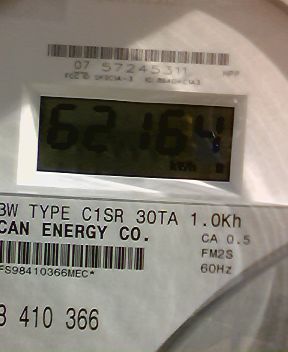 07 57245311
62164
kWh
3W TYPE C1SR 30TA 1.0Kh
CAN ENERGY CO.
CA 0.5
FM2S
60Hz
FS98410366MEC*
8 410 366